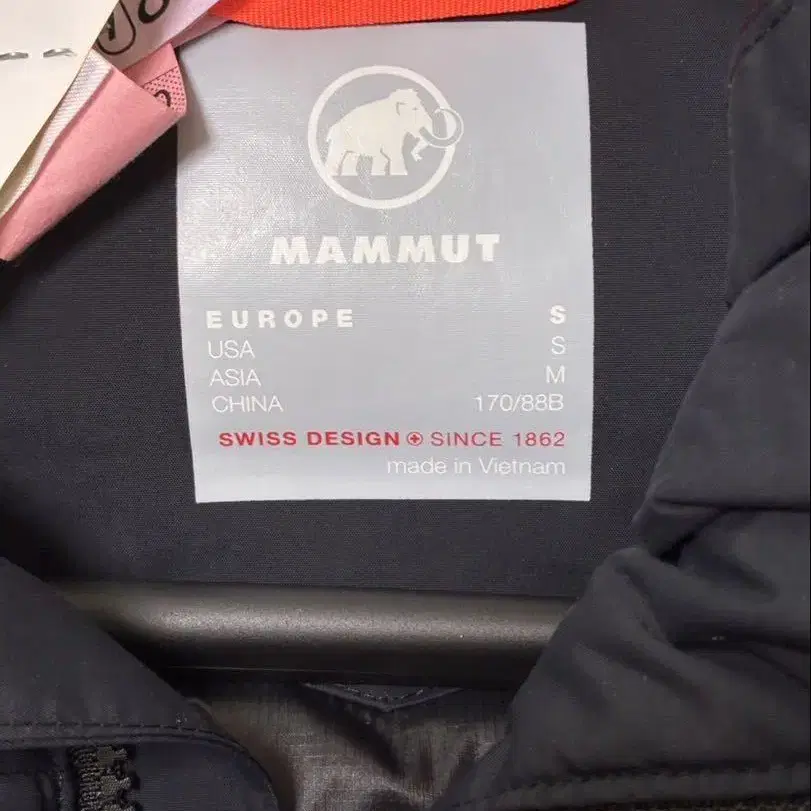 MAMMUT
EUROPE S
USA S
ASIA M
CHINA 170/88B
SWISS DESIGN SINCE 1862
made in Vietnam